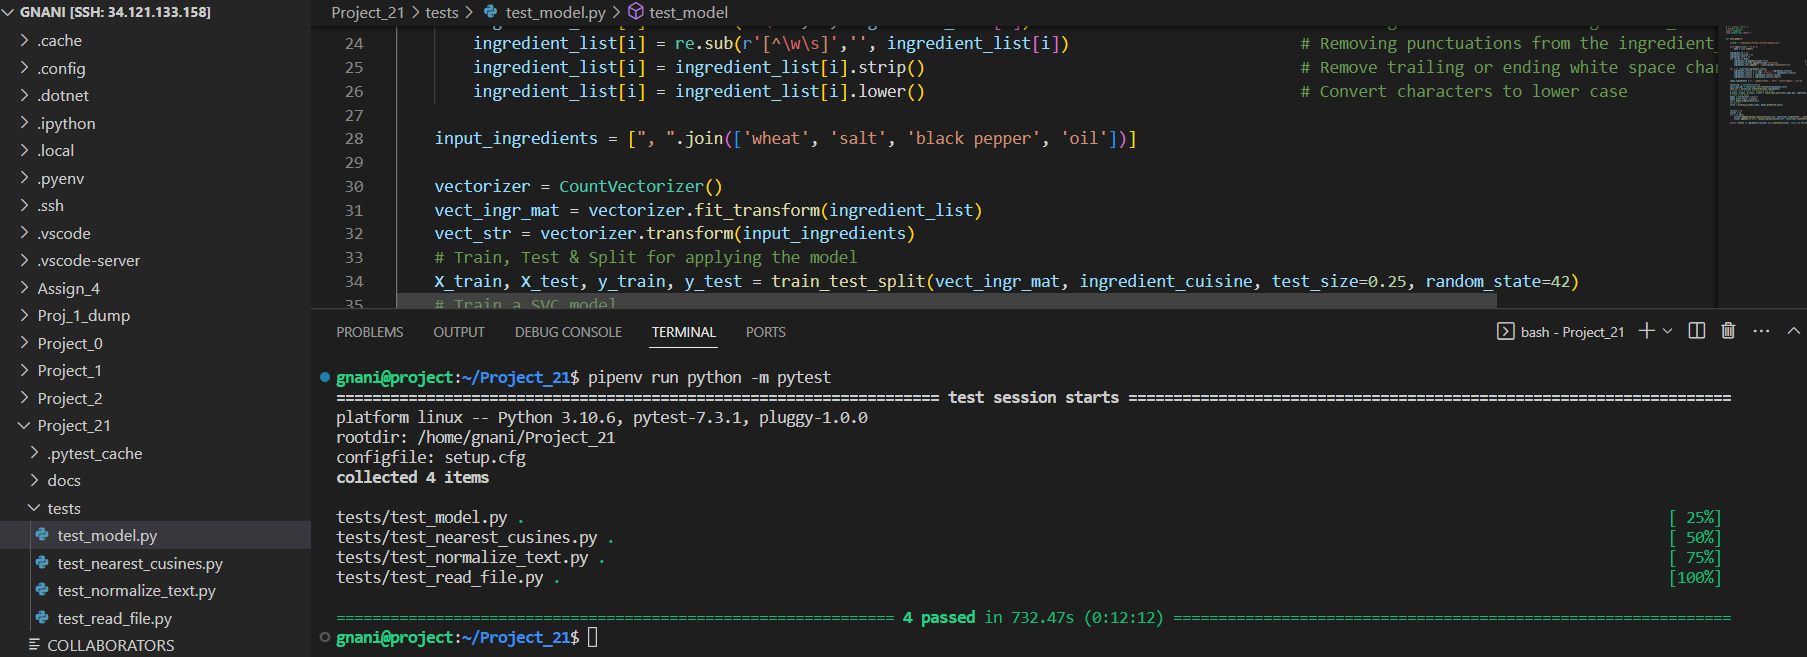 GNANI [SSH: 34.121.133.158]
.cache
.config
.dotnet
.ipython
.local
.pyenv
.ssh
.vscode
.vscode-server
Assign_4
Proj_1_dump
Project_0
Project_1
Project_2
Project_21
.pytest_cache
docs
tests
test_model.py
test_nearest_cusines.py
test_normalize_text.py
test_read_file.py
COLLABORATORS
Project_21 > tests > test_model.py > test_model
24 ingredient_list[i] = re.sub(r'[^\w\s]','', ingredient_list[i]) # Removing punctuations from the ingredient_
25 ingredient_list[i] = ingredient_list[i].strip() # Remove trailing or ending white space cha
26 ingredient_list[i] = ingredient_list[i].lower() # Convert characters to lower case
27
28 input_ingredients = [", ".join(['wheat', 'salt', 'black pepper', 'oil'])]
29
30 vectorizer = CountVectorizer()
31 vect_ingr_mat = vectorizer.fit_transform(ingredient_list)
32 vect_str = vectorizer.transform(input_ingredients)
33 # Train, Test & Split for applying the model
34 X_train, X_test, y_train, y_test = train_test_split(vect_ingr_mat, ingredient_cuisine, test_size=0.25, random_state=42)
35 # Train a SVC model
PROBLEMS OUTPUT DEBUG CONSOLE TERMINAL PORTS bash - Project_21
gnani@project:~/Project_21$ pipenv run python -m pytest
=================================================================== test session starts ===================================================================
platform linux -- Python 3.10.6, pytest-7.3.1, pluggy-1.0.0
rootdir: /home/gnani/Project_21
configfile: setup.cfg
collected 4 items
tests/test_model.py . [ 25%]
tests/test_nearest_cusines.py . [ 50%]
tests/test_normalize_text.py . [ 75%]
tests/test_read_file.py . [100%]
============================================================== 4 passed in 732.47s (0:12:12) ==============================================================
gnani@project:~/Project_21$